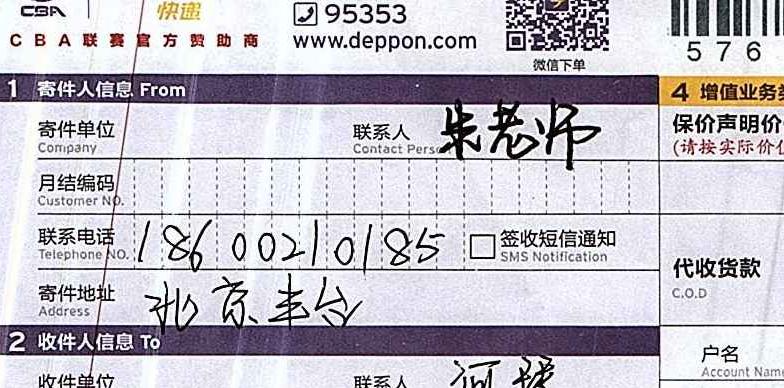 CBA 快递 95353
CBA联赛官方赞助商 www.deppon.com
微信下单
576
1 寄件人信息 From
4 增值业务
寄件单位 Company 联系人 Contact Pers 朱老师
保价声明价
(请按实际价
月结编码 Customer NO.
联系电话 Telephone NO. 18600210185 签收短信通知 SMS Notification
代收货款 C.O.D
寄件地址 Address 北京丰台
2 收件人信息 To
户名 Account Nam
收件单位 联系人